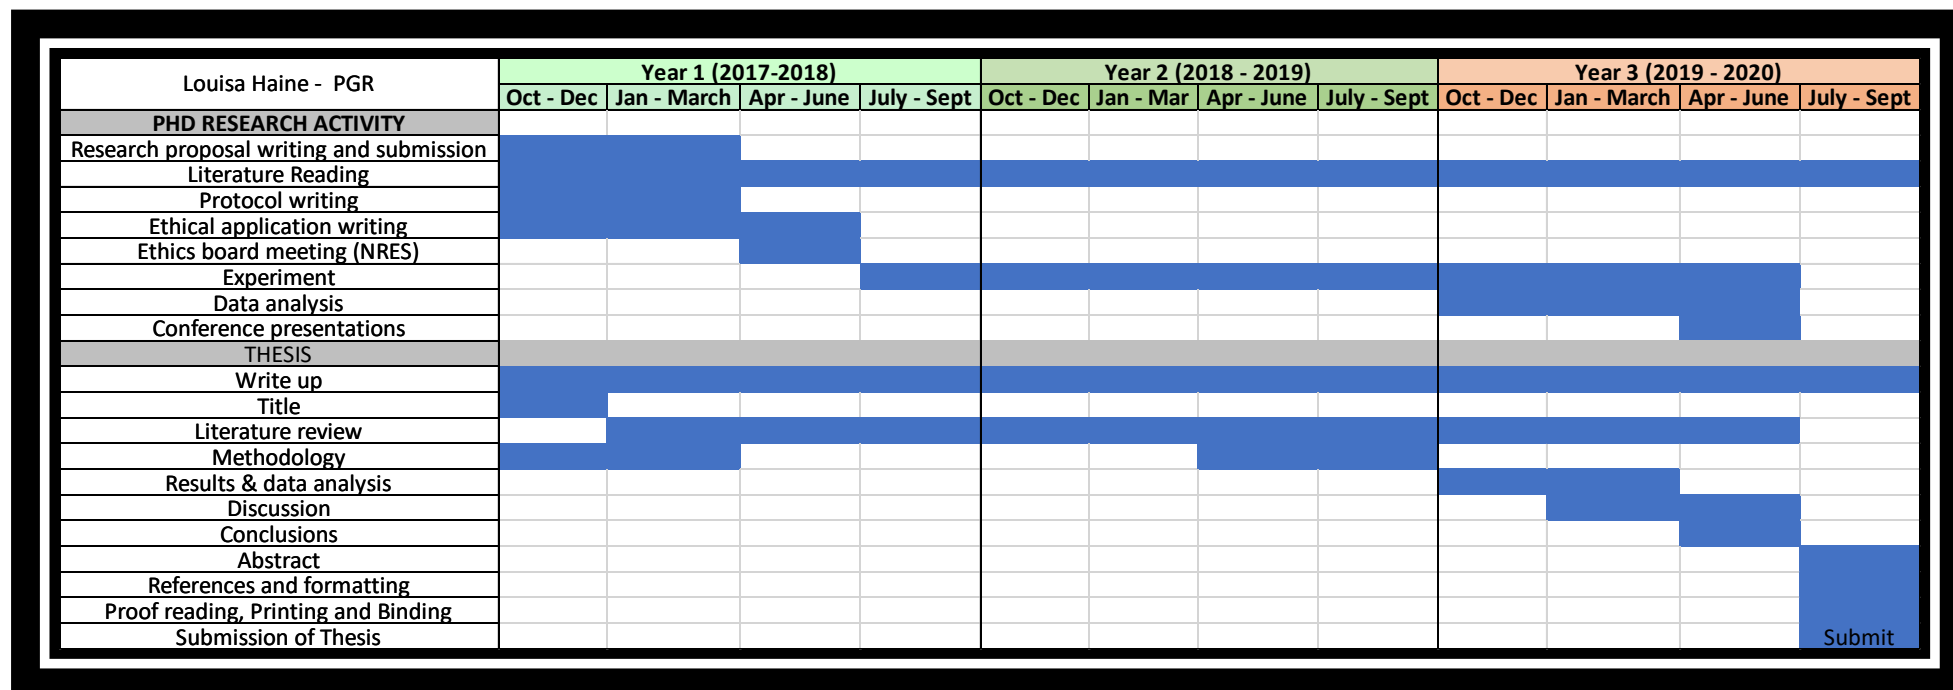 Louisa Haine - PGR
Year 1 (2017-2018) Year 2 (2018 - 2019) Year 3 (2019 - 2020)
Oct - Dec Jan - March Apr - June July - Sept Oct - Dec Jan - Mar Apr - June July - Sept Oct - Dec Jan - March Apr - June July - Sept
PHD RESEARCH ACTIVITY
Research proposal writing and submission
Literature Reading
Protocol writing
Ethical application writing
Ethics board meeting (NRES)
Experiment
Data analysis
Conference presentations
THESIS
Write up
Title
Literature review
Methodology
Results & data analysis
Discussion
Conclusions
Abstract
References and formatting
Proof reading, Printing and Binding
Submission of Thesis Submit